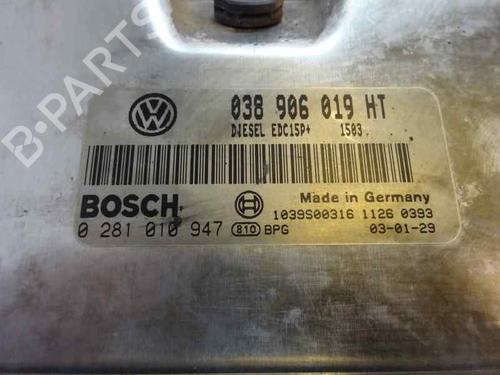 038 906 019 HT
DIESEL EDC15P+ 1503
BOSCH
Made in Germany
1039S00316 1126 0393
0 281 010 947 810 BPG 03-01-29
B-PARTS